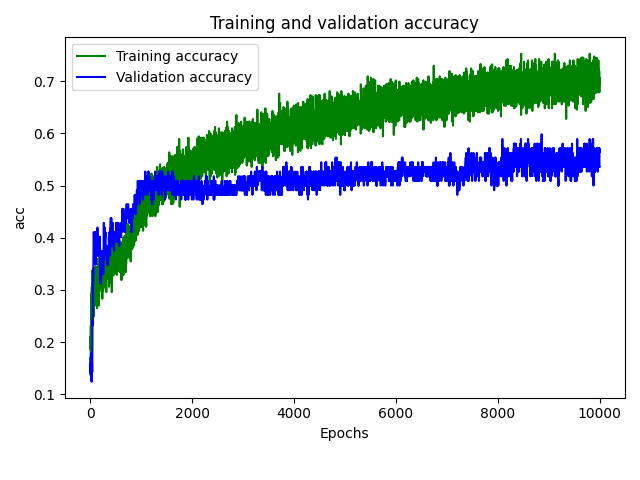 Training and validation accuracy
Training accuracy
Validation accuracy
0.7
0.6
0.5
0.4
0.3
0.2
0.1
acc
0 2000 4000 6000 8000 10000
Epochs